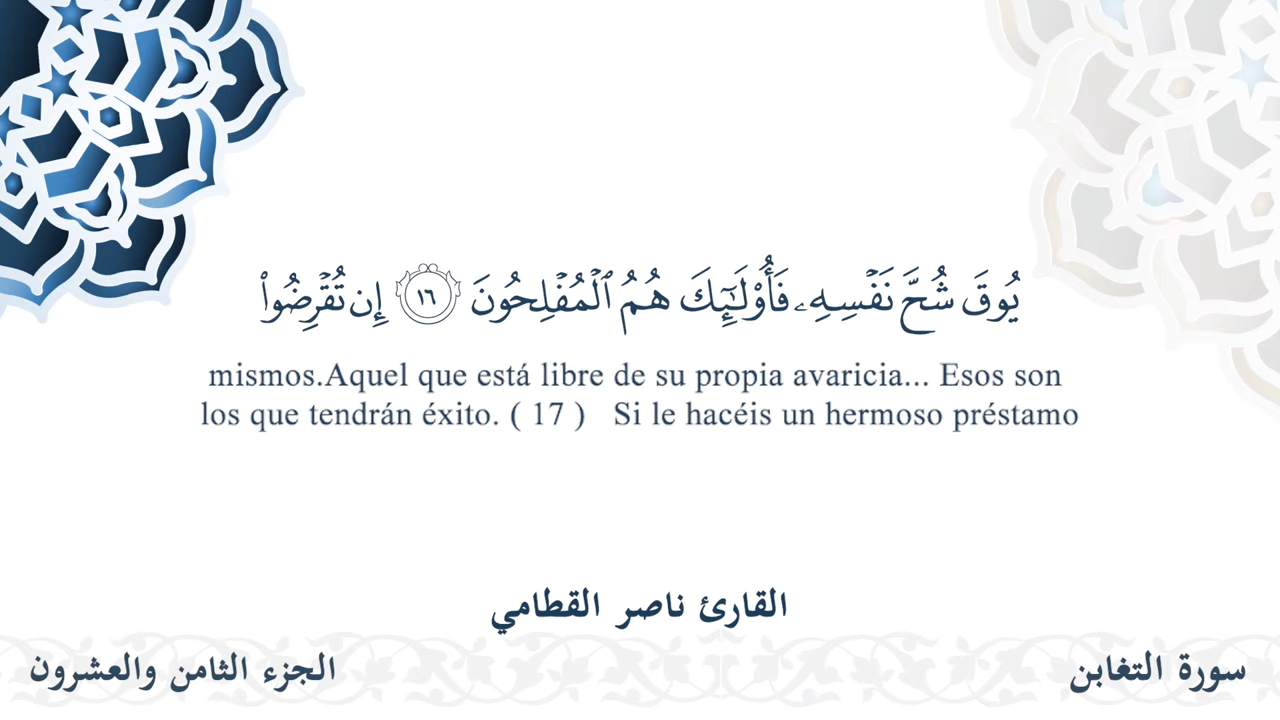 يُوقَ شُحَّ نَفْسِهِۦ فَأُو۟لَـٰٓئِكَ هُمُ ٱلْمُفْلِحُونَ ١٦ إِن تُقْرِضُوا۟
mismos.Aquel que está libre de su propia avaricia... Esos son
los que tendrán éxito. ( 17 ) Si le hacéis un hermoso préstamo
القارئ ناصر القطامي
سورة التغابن
الجزء الثامن والعشرون